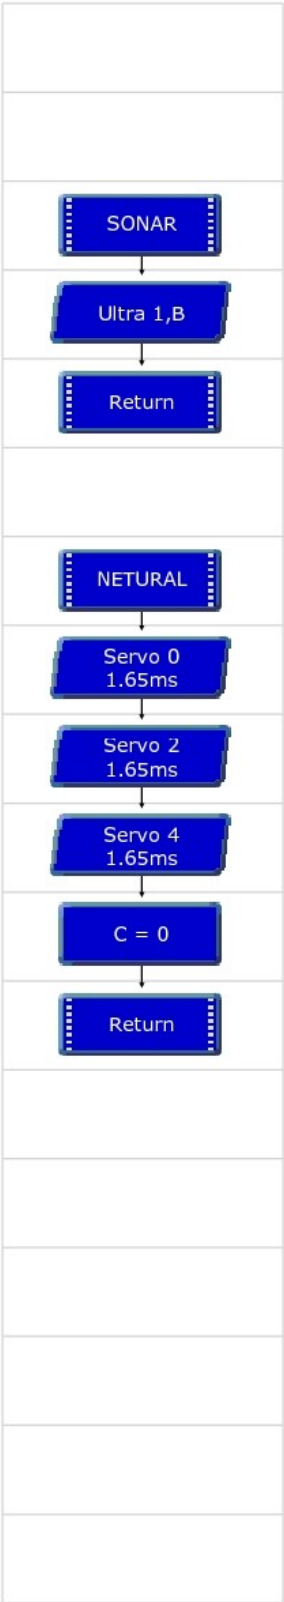 SONAR
Ultra 1,B
Return
NETURAL
Servo 0
1.65ms
Servo 2
1.65ms
Servo 4
1.65ms
C = 0
Return